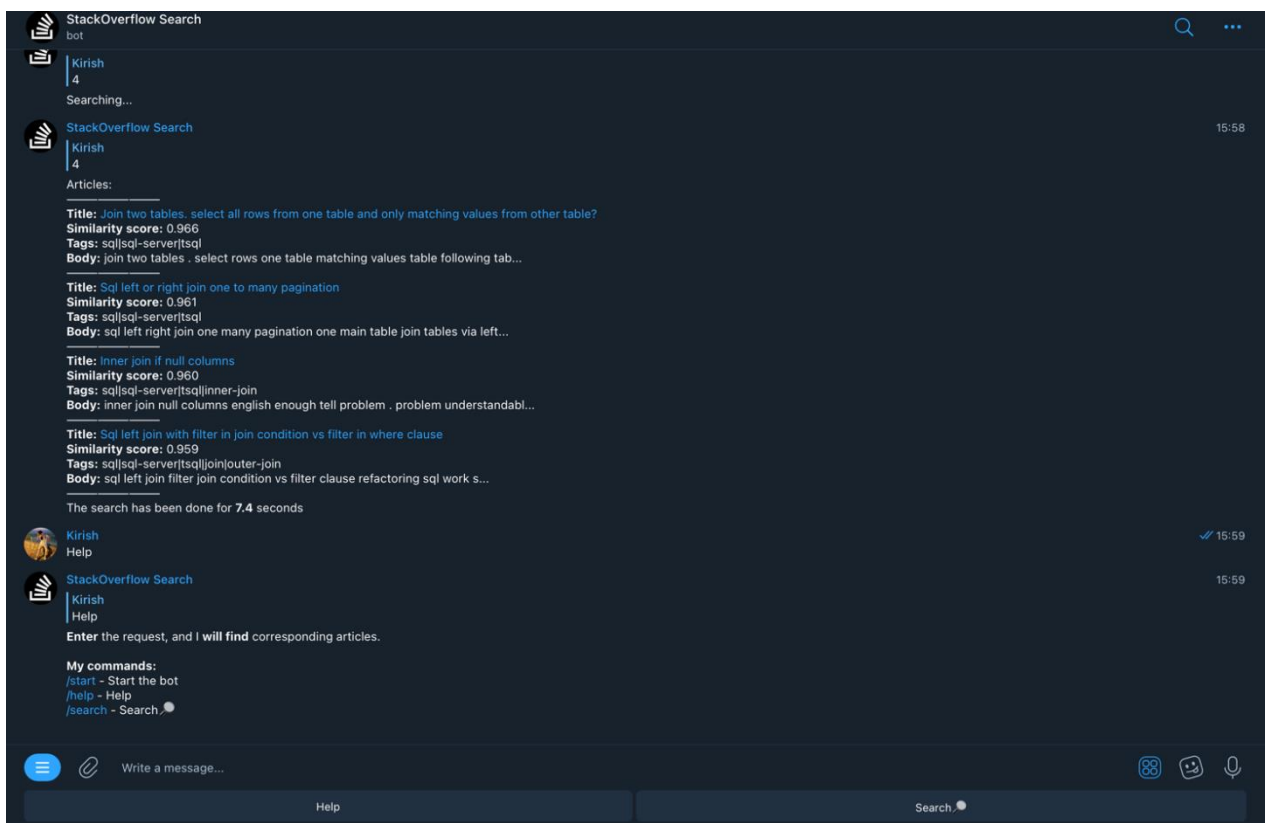 StackOverflow Search
bot
Kirish
4
Searching...
StackOverflow Search 15:58
Kirish
4
Articles:
Title: Join two tables. select all rows from one table and only matching values from other table?
Similarity score: 0.966
Tags: sql|sql-server|tsql
Body: join two tables . select rows one table matching values table following tab...
Title: Sql left or right join one to many pagination
Similarity score: 0.961
Tags: sql|sql-server|tsql
Body: sql left right join one many pagination one main table join tables via left...
Title: Inner join if null columns
Similarity score: 0.960
Tags: sql|sql-server|tsql|inner-join
Body: inner join null columns english enough tell problem . problem understandabl...
Title: Sql left join with filter in join condition vs filter in where clause
Similarity score: 0.959
Tags: sql|sql-server|tsql|join|outer-join
Body: sql left join filter join condition vs filter clause refactoring sql work s...
The search has been done for 7.4 seconds
Kirish 15:59
Help
StackOverflow Search 15:59
Kirish
Help
Enter the request, and I will find corresponding articles.
My commands:
/start - Start the bot
/help - Help
/search - Search
Write a message...
Help Search